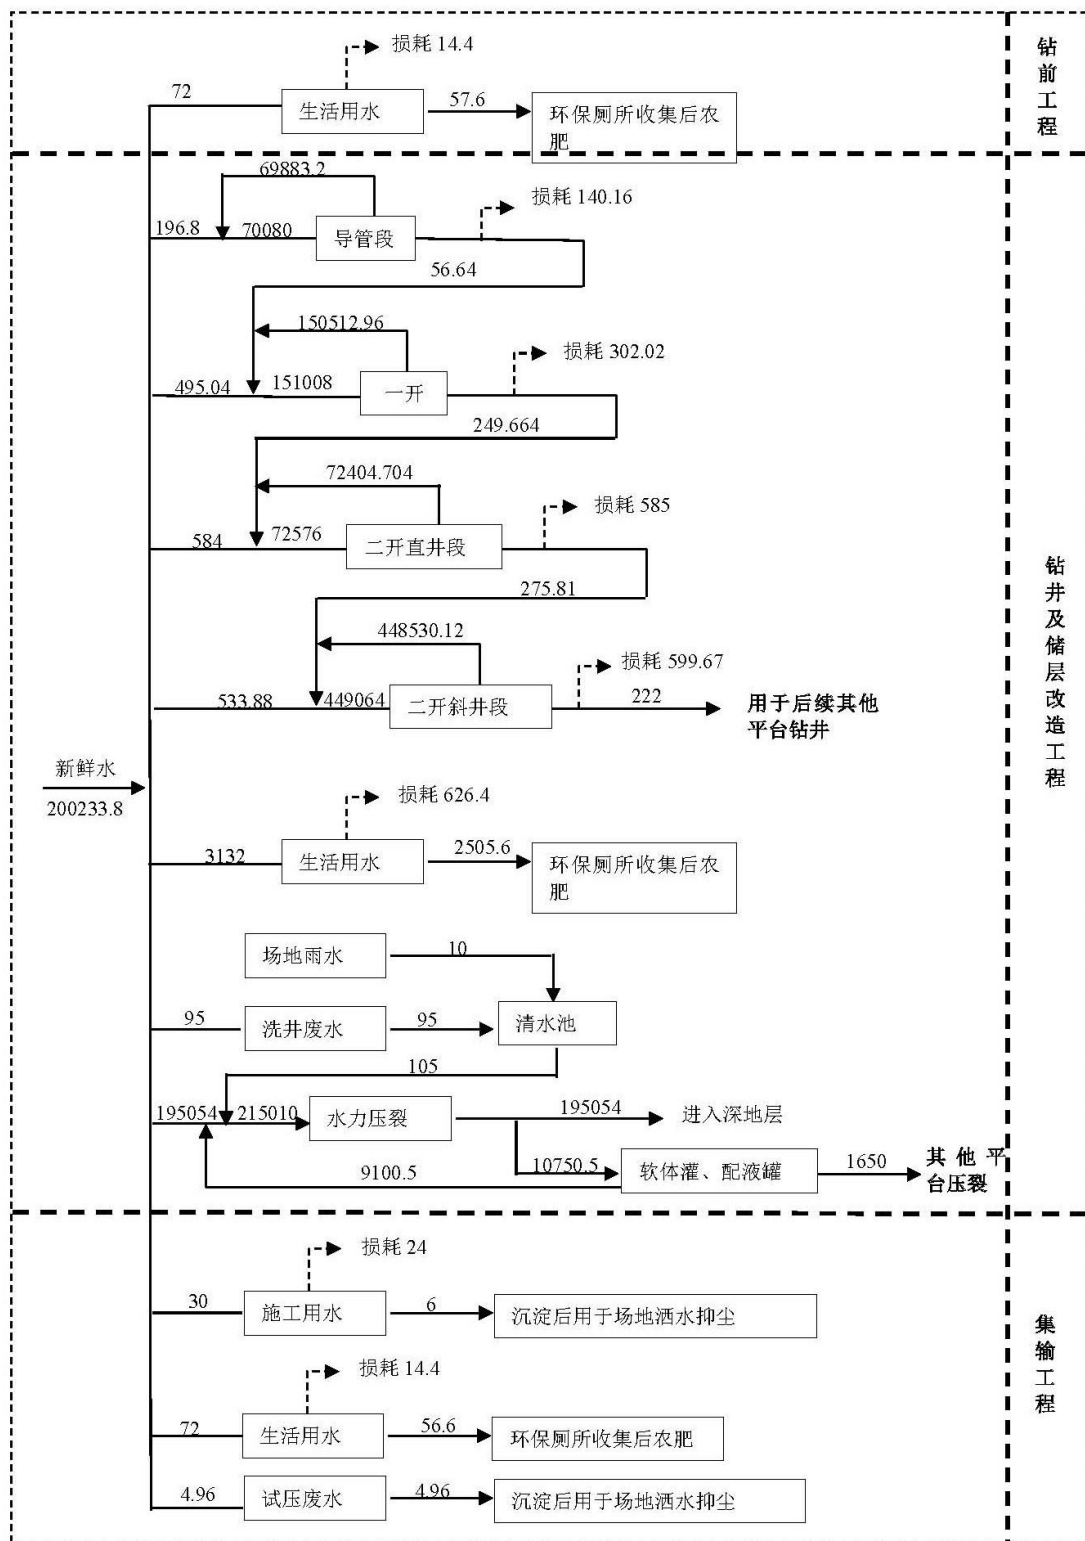 损耗 14.4
72
生活用水
57.6
环保厕所收集后农
肥
钻前工程
69883.2
损耗 140.16
196.8
70080
导管段
56.64
150512.96
损耗 302.02
495.04
151008
一开
249.664
72404.704
损耗 585
584
72576
二开直井段
275.81
448530.12
损耗 599.67
533.88
449064
二开斜井段
222
用于后续其他
平台钻井
新鲜水
200233.8
损耗 626.4
3132
生活用水
2505.6
环保厕所收集后农
肥
场地雨水
10
95
洗井废水
95
清水池
105
195054
215010
水力压裂
195054
进入深地层
9100.5
10750.5
软体灌、配液罐
1650
其他平
台压裂
钻井及储层改造工程
损耗 24
30
施工用水
6
沉淀后用于场地洒水抑尘
损耗 14.4
72
生活用水
56.6
环保厕所收集后农肥
4.96
试压废水
4.96
沉淀后用于场地洒水抑尘
集输工程